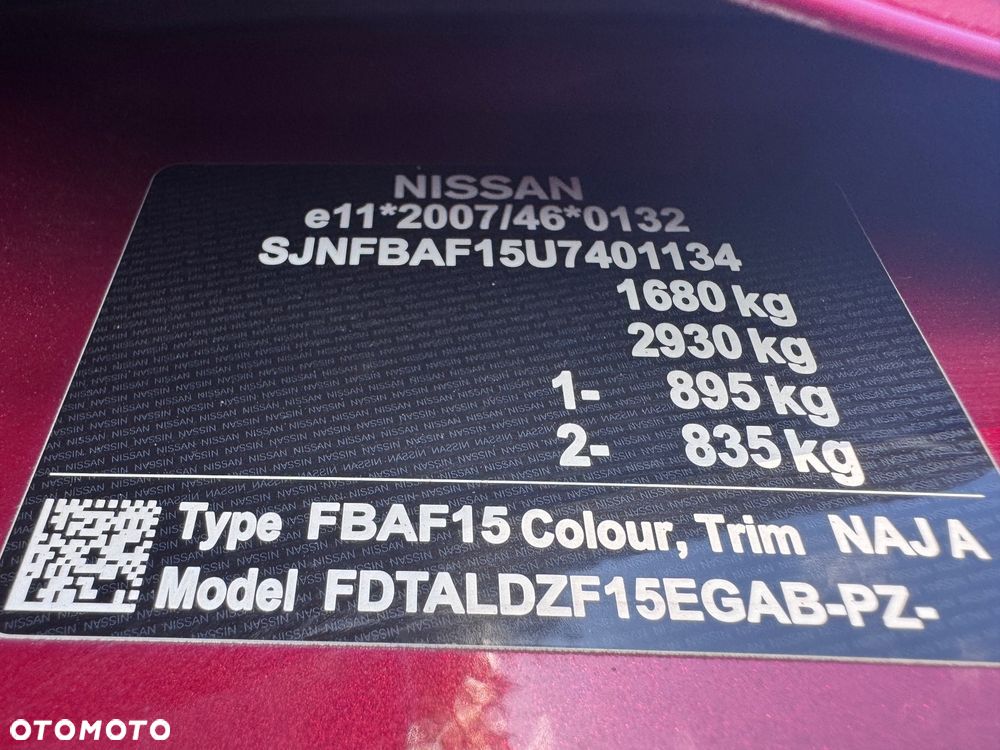 NISSAN
e11*2007/46*0132
SJNFBAF15U7401134
1680 kg
2930 kg
1- 895 kg
2- 835 kg
Type FBAF15 Colour, Trim NAJ A
Model FDTALDZF15EGAB-PZ-
OTOMOTO